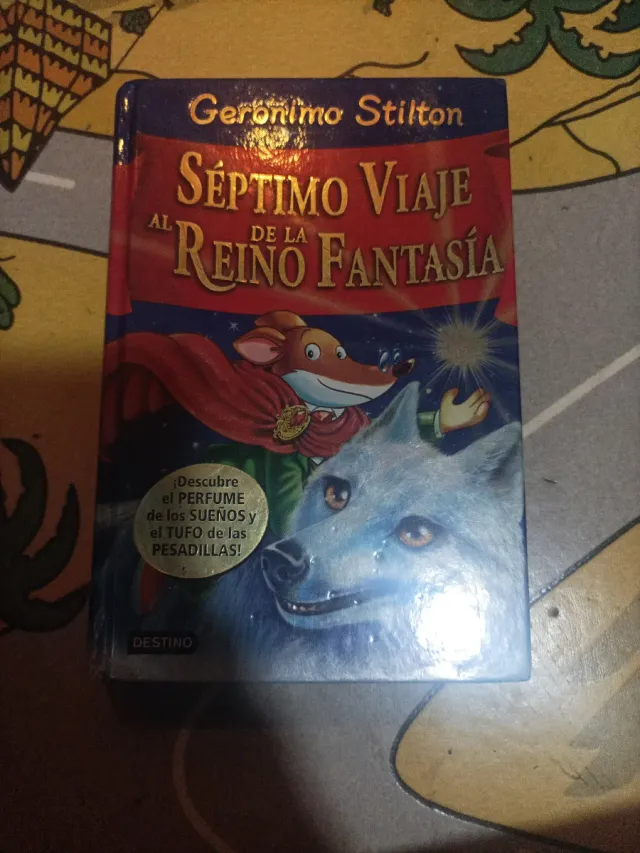 Geronimo Stilton
SÉPTIMO VIAJE
AL REINO DE LA FANTASÍA
¡Descubre
el PERFUME
de los SUEÑOS y
el TUFO de las
PESADILLAS!
DESTINO